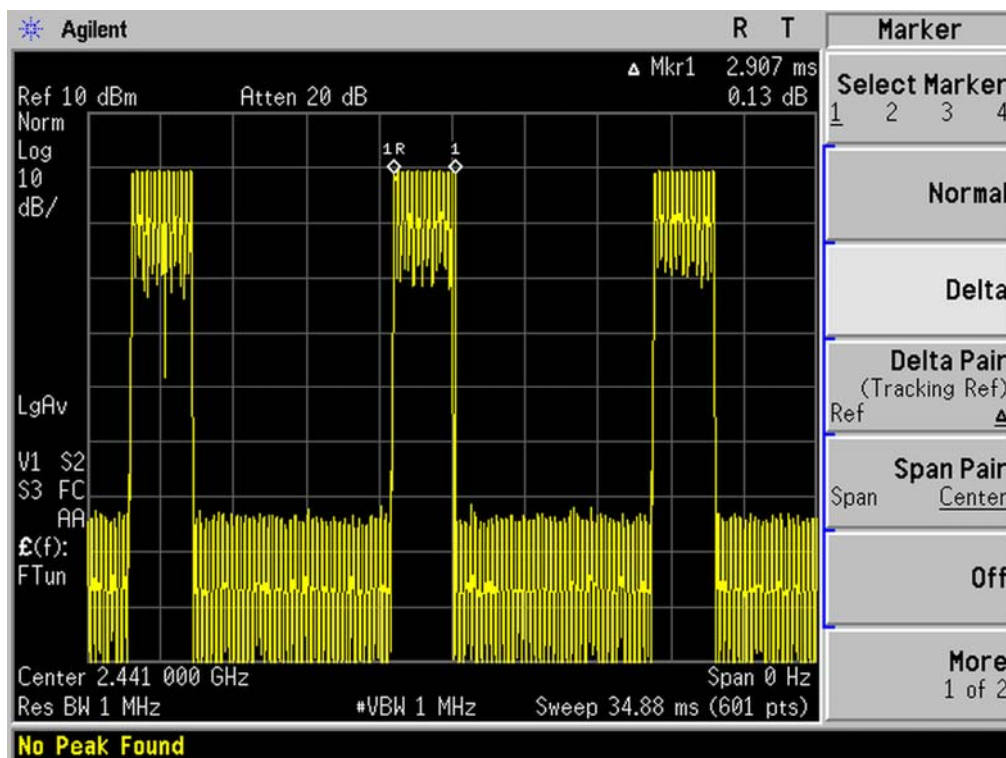 Agilent R T
Δ Mkr1 2.907 ms
Ref 10 dBm Atten 20 dB 0.13 dB
Norm
Log
10
dB/
1R 1
LgAv
V1 S2
S3 FC
AA
£(f):
FTun
Center 2.441 000 GHz Span 0 Hz
Res BW 1 MHz #VBW 1 MHz Sweep 34.88 ms (601 pts)
No Peak Found
Marker
Select Marker
1 2 3 4
Normal
Delta
Delta Pair
(Tracking Ref)
Ref Δ
Span Pair
Span Center
Off
More
1 of 2